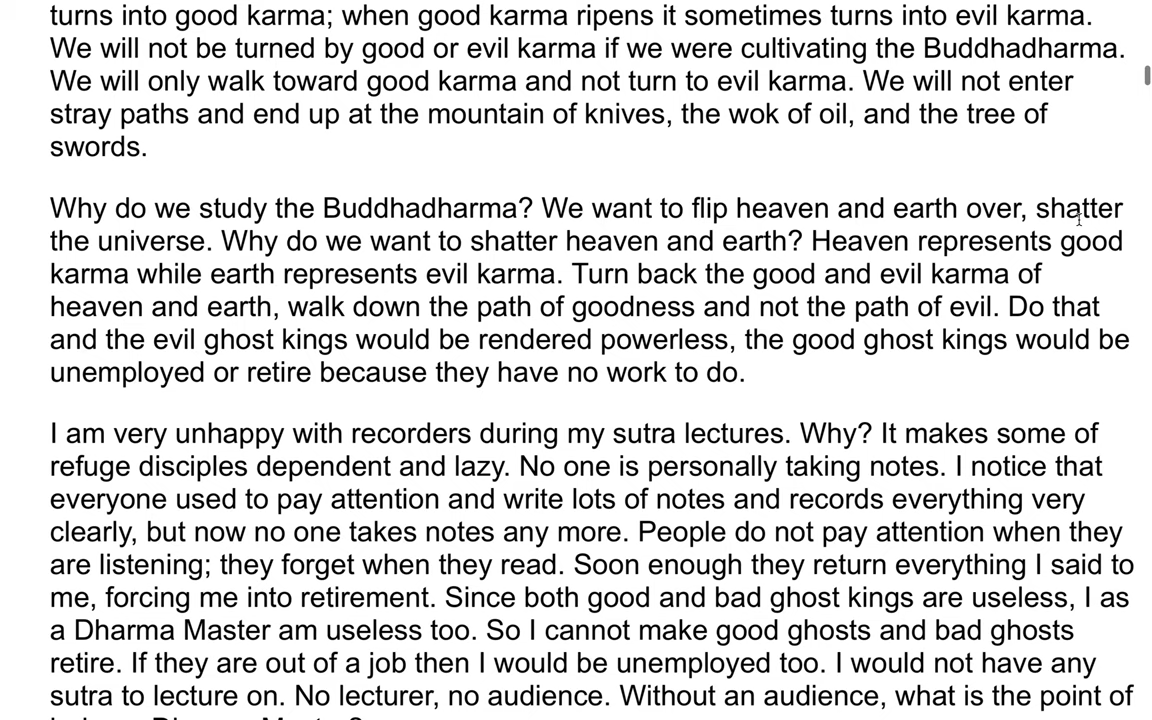 turns into good karma; when good karma ripens it sometimes turns into evil karma.
We will not be turned by good or evil karma if we were cultivating the Buddhadharma.
We will only walk toward good karma and not turn to evil karma. We will not enter
stray paths and end up at the mountain of knives, the wok of oil, and the tree of
swords.
Why do we study the Buddhadharma? We want to flip heaven and earth over, shatter
the universe. Why do we want to shatter heaven and earth? Heaven represents good
karma while earth represents evil karma. Turn back the good and evil karma of
heaven and earth, walk down the path of goodness and not the path of evil. Do that
and the evil ghost kings would be rendered powerless, the good ghost kings would be
unemployed or retire because they have no work to do.
I am very unhappy with recorders during my sutra lectures. Why? It makes some of
refuge disciples dependent and lazy. No one is personally taking notes. I notice that
everyone used to pay attention and write lots of notes and records everything very
clearly, but now no one takes notes any more. People do not pay attention when they
are listening; they forget when they read. Soon enough they return everything I said to
me, forcing me into retirement. Since both good and bad ghost kings are useless, I as
a Dharma Master am useless too. So I cannot make good ghosts and bad ghosts
retire. If they are out of a job then I would be unemployed too. I would not have any
sutra to lecture on. No lecturer, no audience. Without an audience, what is the point of